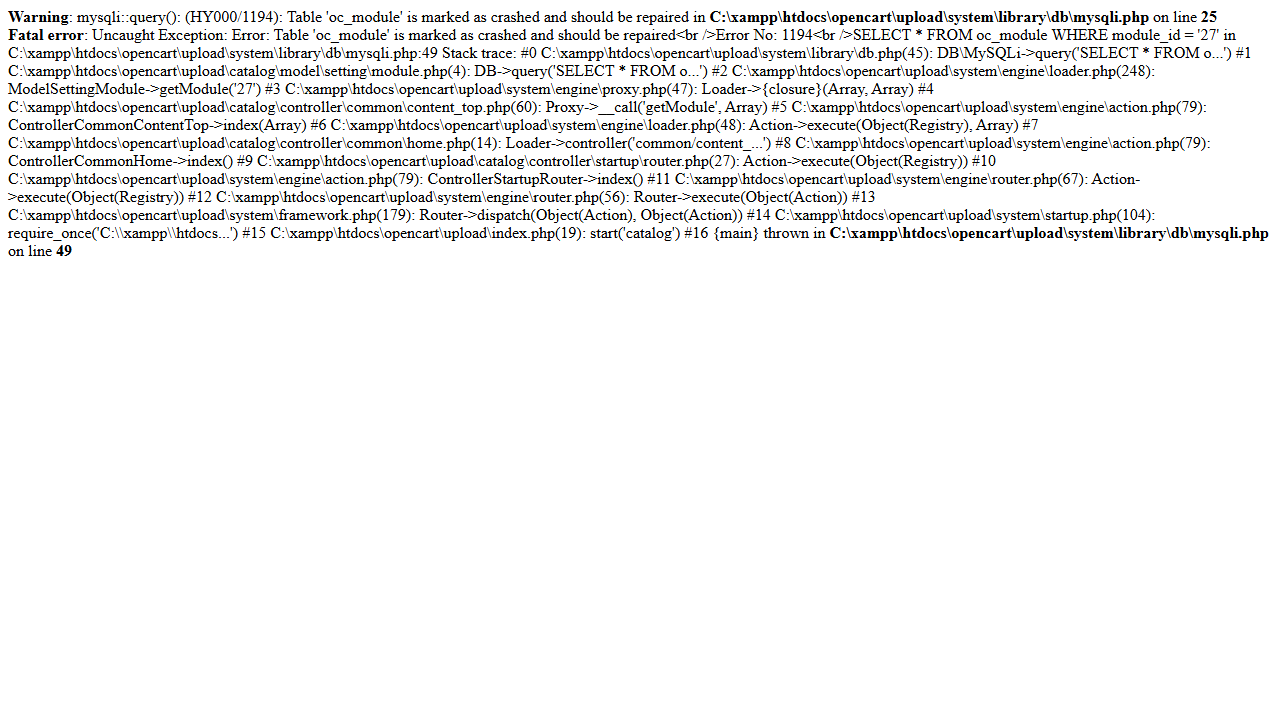 Warning: mysqli::query(): (HY000/1194): Table 'oc_module' is marked as crashed and should be repaired in C:\xampp\htdocs\opencart\upload\system\library\db\mysqli.php on line 25
Fatal error: Uncaught Exception: Error: Table 'oc_module' is marked as crashed and should be repaired<br />Error No: 1194<br />SELECT * FROM oc_module WHERE module_id = '27' in
C:\xampp\htdocs\opencart\upload\system\library\db\mysqli.php:49 Stack trace: #0 C:\xampp\htdocs\opencart\upload\system\library\db.php(45): DB\MySQLi->query('SELECT * FROM o...') #1
C:\xampp\htdocs\opencart\upload\catalog\model\setting\module.php(4): DB->query('SELECT * FROM o...') #2 C:\xampp\htdocs\opencart\upload\system\engine\loader.php(248):
ModelSettingModule->getModule('27') #3 C:\xampp\htdocs\opencart\upload\system\engine\proxy.php(47): Loader->{closure}(Array, Array) #4
C:\xampp\htdocs\opencart\upload\catalog\controller\common\content_top.php(60): Proxy->__call('getModule', Array) #5 C:\xampp\htdocs\opencart\upload\system\engine\action.php(79):
ControllerCommonContentTop->index(Array) #6 C:\xampp\htdocs\opencart\upload\system\engine\loader.php(48): Action->execute(Object(Registry), Array) #7
C:\xampp\htdocs\opencart\upload\catalog\controller\common\home.php(14): Loader->controller('common/content_...') #8 C:\xampp\htdocs\opencart\upload\system\engine\action.php(79):
ControllerCommonHome->index() #9 C:\xampp\htdocs\opencart\upload\catalog\controller\startup\router.php(27): Action->execute(Object(Registry)) #10
C:\xampp\htdocs\opencart\upload\system\engine\action.php(79): ControllerStartupRouter->index() #11 C:\xampp\htdocs\opencart\upload\system\engine\router.php(67): Action-
>execute(Object(Registry)) #12 C:\xampp\htdocs\opencart\upload\system\engine\router.php(56): Router->execute(Object(Action)) #13
C:\xampp\htdocs\opencart\upload\system\framework.php(179): Router->dispatch(Object(Action), Object(Action)) #14 C:\xampp\htdocs\opencart\upload\system\startup.php(104):
require_once('C:\\xampp\\htdocs...') #15 C:\xampp\htdocs\opencart\upload\index.php(19): start('catalog') #16 {main} thrown in C:\xampp\htdocs\opencart\upload\system\library\db\mysqli.php
on line 49